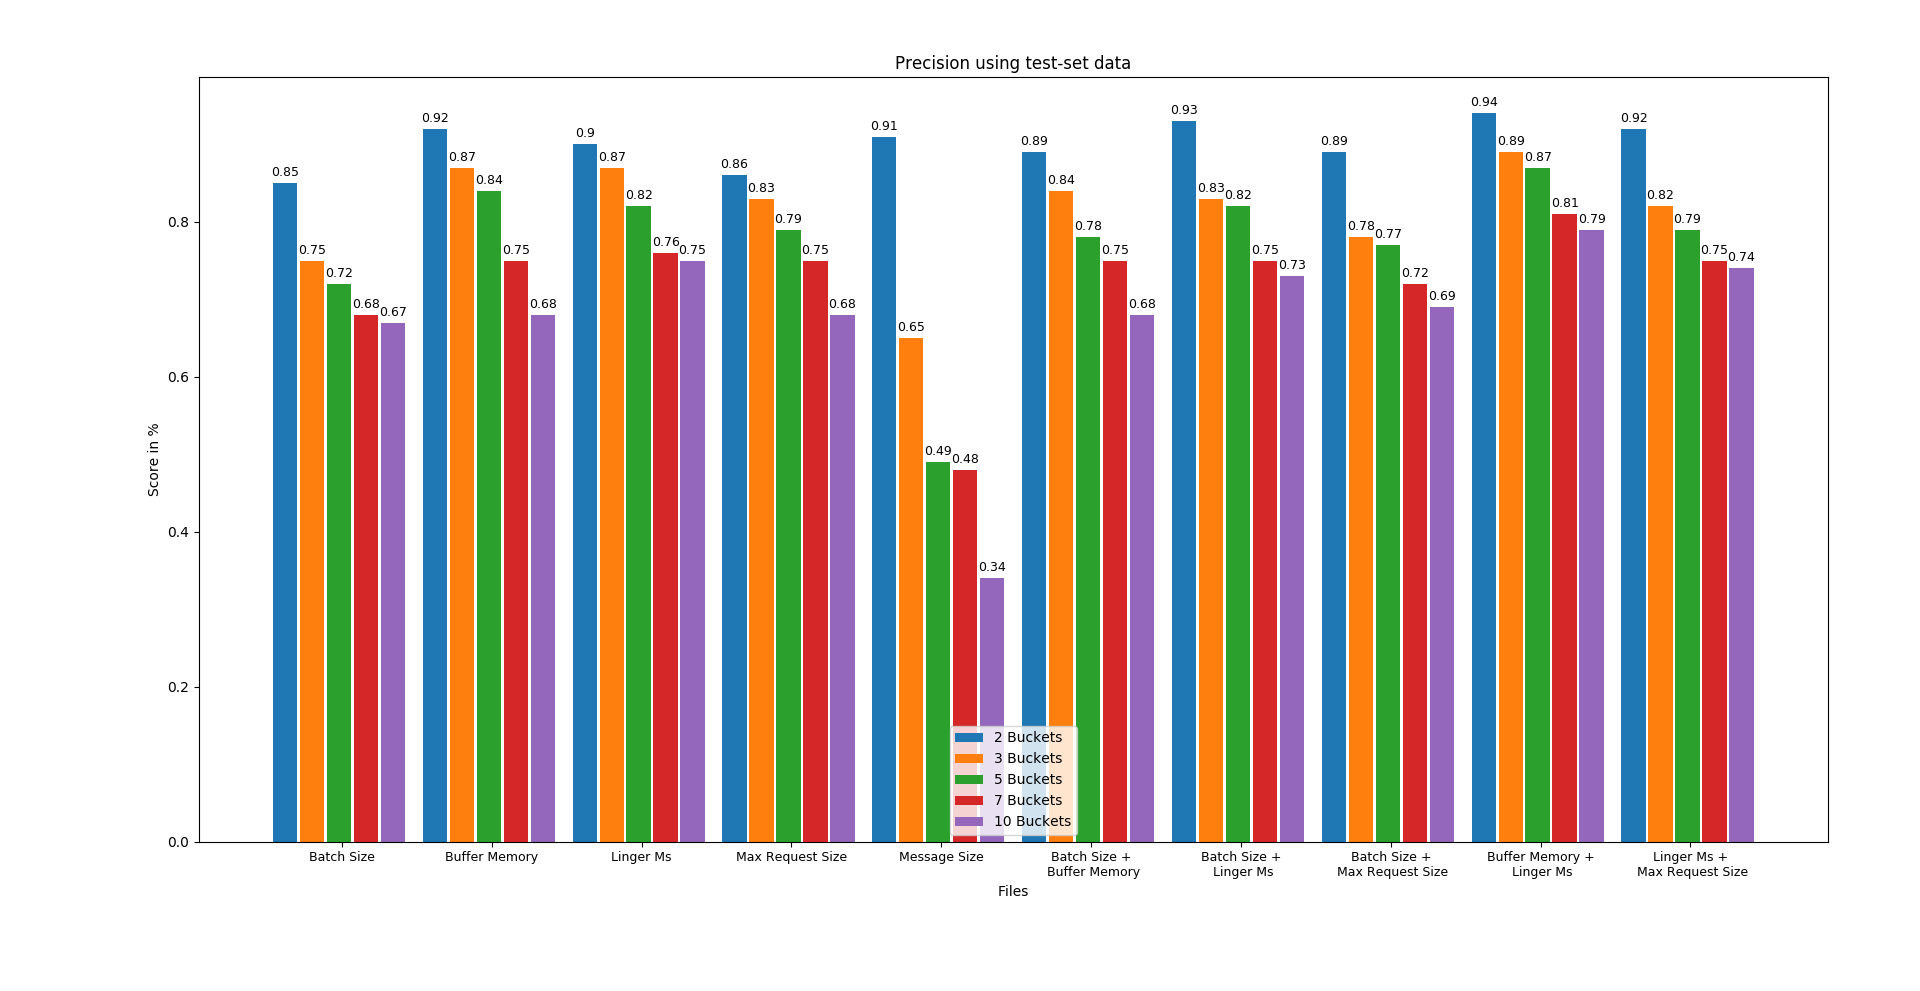 Precision using test-set data
Score in %
0.8
0.6
0.4
0.2
0.0
0.85
0.75
0.72
0.68
0.67
0.92
0.87
0.84
0.75
0.68
0.9
0.87
0.82
0.76
0.75
0.86
0.83
0.79
0.75
0.68
0.91
0.65
0.49
0.48
0.34
0.89
0.84
0.78
0.75
0.68
0.93
0.83
0.82
0.75
0.73
0.89
0.78
0.77
0.72
0.69
0.94
0.89
0.87
0.81
0.79
0.92
0.82
0.79
0.75
0.74
2 Buckets
3 Buckets
5 Buckets
7 Buckets
10 Buckets
Batch Size
Buffer Memory
Linger Ms
Max Request Size
Message Size
Batch Size +
Buffer Memory
Batch Size +
Linger Ms
Batch Size +
Max Request Size
Buffer Memory +
Linger Ms
Linger Ms +
Max Request Size
Files